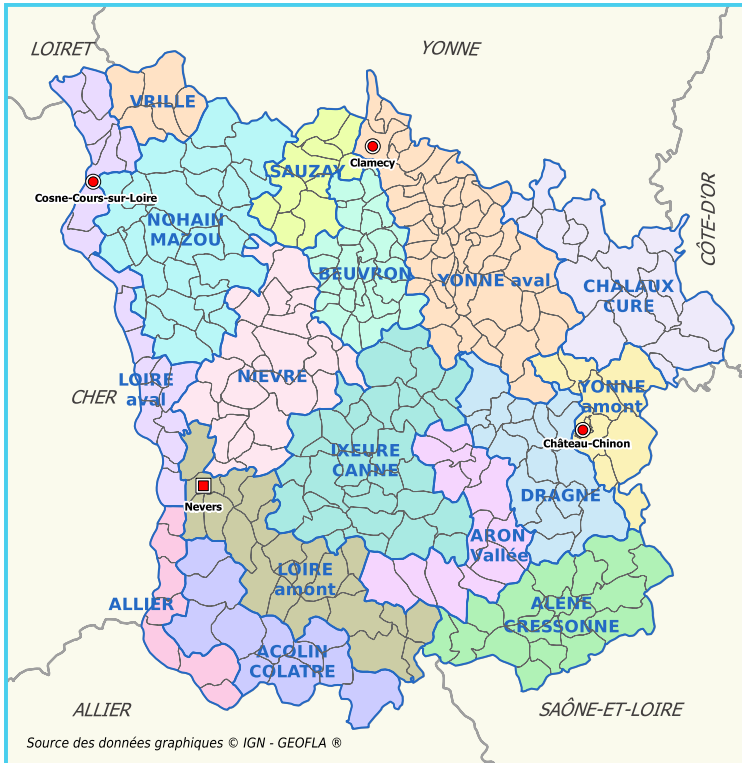 LOIRET
YONNE
VRILLE
Clamecy
SAUZAY
Cosne-Cours-sur-Loire
NOHAIN
MAZOU
CÔTE-D'OR
BEUVRON
YONNE aval
CHALAUX
CURE
LOIRE
aval
NIEVRE
CHER
YONNE
amont
Château-Chinon
IXEURE
CANNE
DRAGNE
Nevers
ARON
Vallée
LOIRE
amont
ALLIER
ALENE
CRESSONNE
ACOLIN
COLATRE
ALLIER
SAÔNE-ET-LOIRE
Source des données graphiques © IGN - GEOFLA ®